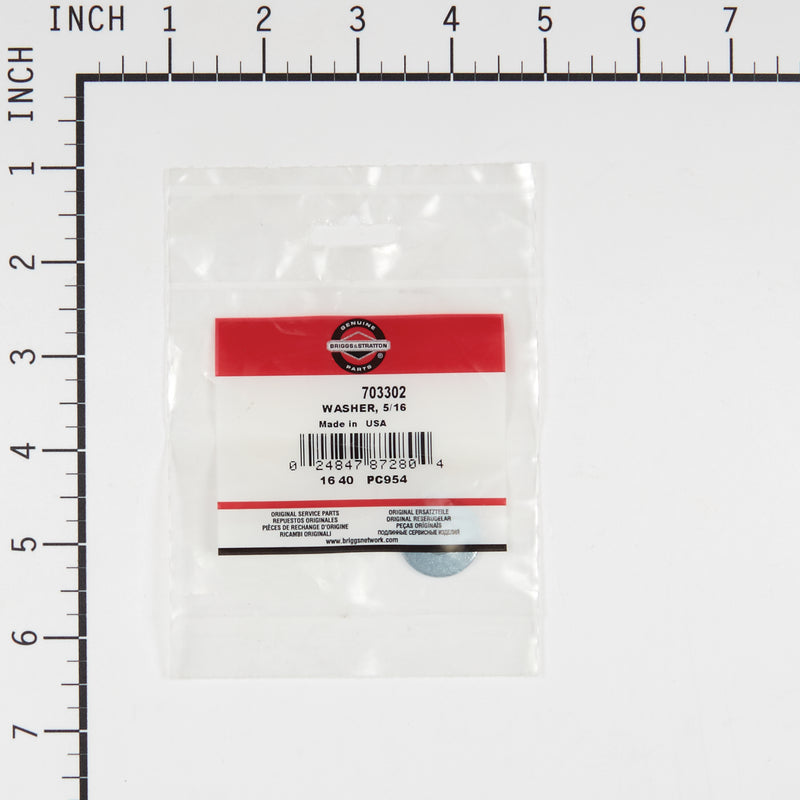 INCH 1 2 3 4 5 6 7
INCH
1
2
3
4
5
6
7
GENUINE
BRIGGS & STRATTON
PARTS
®
703302
WASHER, 5/16
Made in USA
0 24847 87280 4
16 40 PC954
ORIGINAL SERVICE PARTS
REPUESTOS ORIGINALES
PIÈCES DE RECHANGE D'ORIGINE
RICAMBI ORIGINALI
ORIGINAL ERSATZTEILE
ORIGINAL RESERVDELAR
PEÇAS ORIGINAIS
ПОДЛИННЫЕ СЕРВИСНЫЕ ИЗДЕЛИЯ
www.briggsnetwork.com